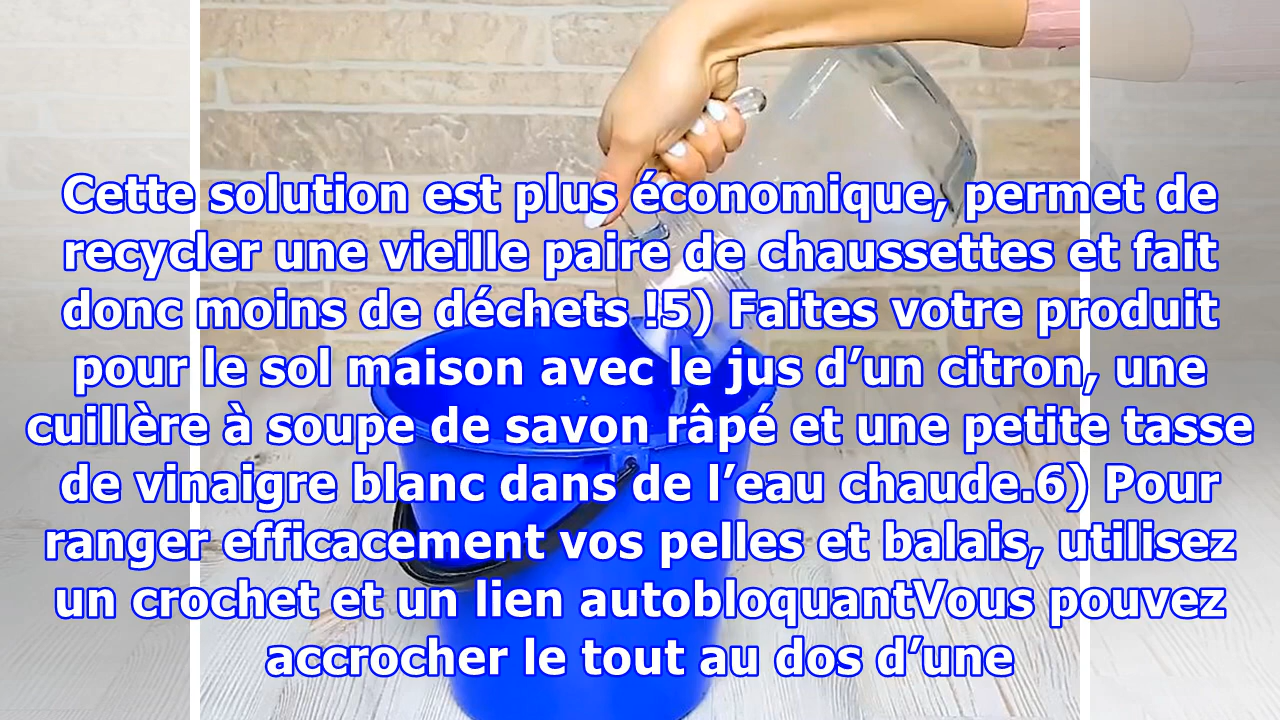 Cette solution est plus économique, permet de
recycler une vieille paire de chaussettes et fait
donc moins de déchets !5) Faites votre produit
pour le sol maison avec le jus d’un citron, une
cuillère à soupe de savon râpé et une petite tasse
de vinaigre blanc dans de l’eau chaude.6) Pour
ranger efficacement vos pelles et balais, utilisez
un crochet et un lien autobloquantVous pouvez
accrocher le tout au dos d’une